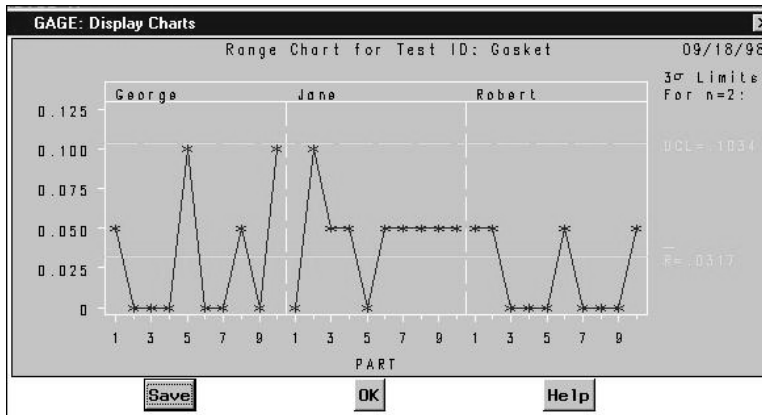 GAGE: Display Charts
Range Chart for Test ID: Gasket
09/18/98
3σ Limits
For n=2:
George
Jane
Robert
0.125
0.100
0.075
0.050
0.025
0
UCL=.1034
R̅=.0317
1 3 5 7 9 1 3 5 7 9 1 3 5 7 9
PART
Save
OK
Help